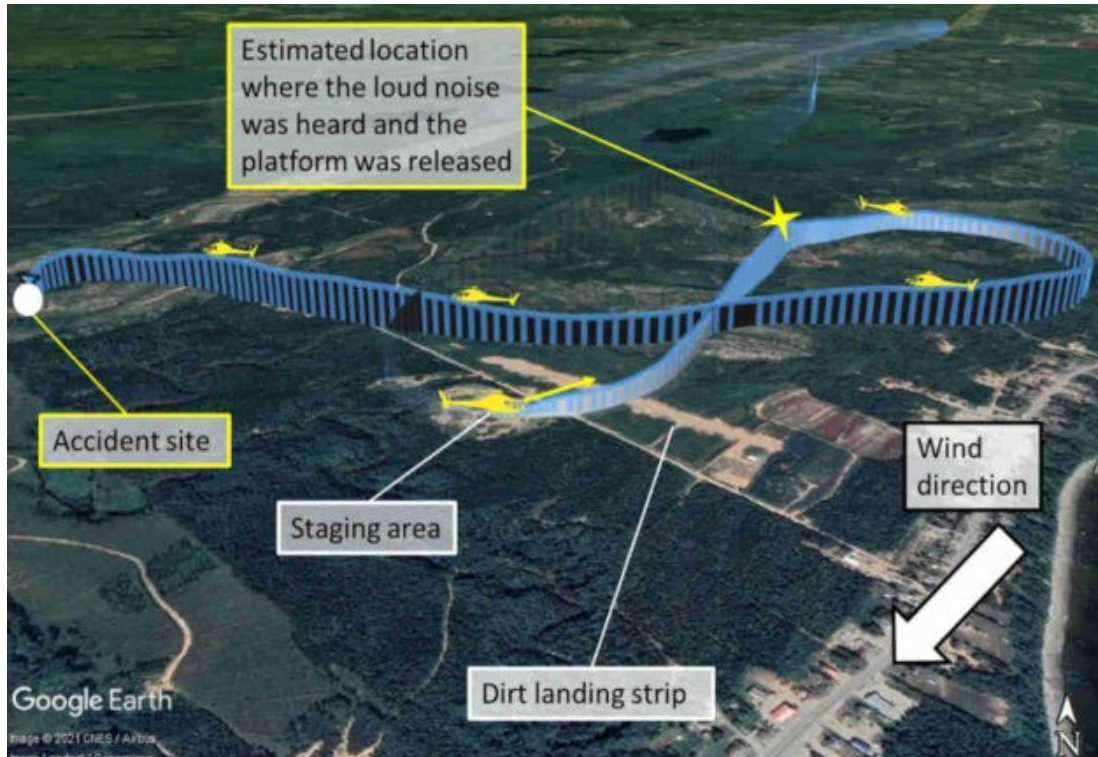 Estimated location
where the loud noise
was heard and the
platform was released
Accident site
Wind
direction
Staging area
Dirt landing strip
Google Earth
Image © 2021 CNES / Airbus
N